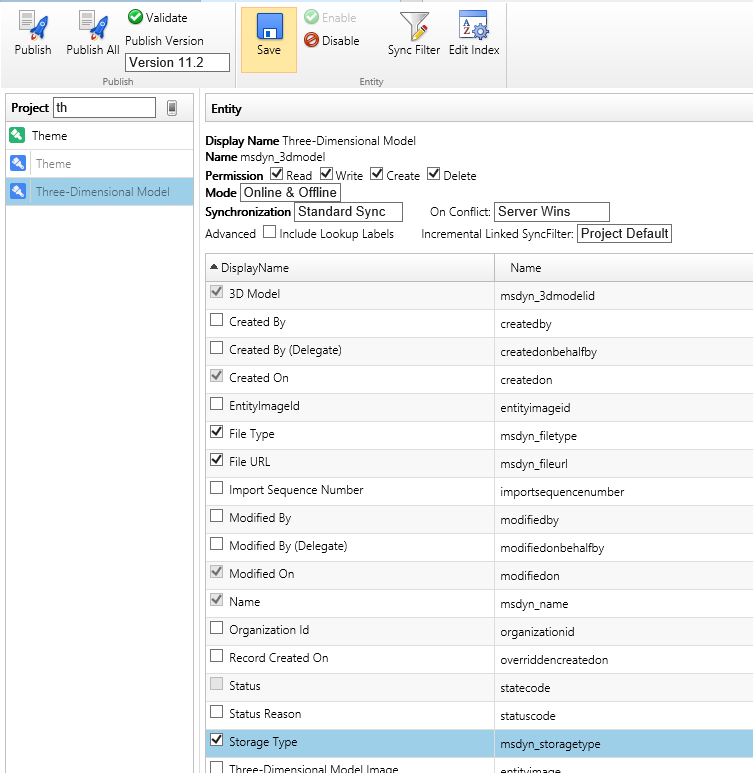 Validate
Enable
Publish Version
Disable
Publish
Publish All
Version 11.2
Save
Sync Filter
Edit Index
Publish
Entity
Project th
Theme
Theme
Three-Dimensional Model
Entity
Display Name Three-Dimensional Model
Name msdyn_3dmodel
Permission Read Write Create Delete
Mode Online & Offline
Synchronization Standard Sync On Conflict: Server Wins
Advanced Include Lookup Labels Incremental Linked SyncFilter: Project Default
DisplayName Name
3D Model msdyn_3dmodelid
Created By createdby
Created By (Delegate) createdonbehalfby
Created On createdon
EntityImageId entityimageid
File Type msdyn_filetype
File URL msdyn_fileurl
Import Sequence Number importsequencenumber
Modified By modifiedby
Modified By (Delegate) modifiedonbehalfby
Modified On modifiedon
Name msdyn_name
Organization Id organizationid
Record Created On overriddencreatedon
Status statecode
Status Reason statuscode
Storage Type msdyn_storagetype
Three-Dimensional Model Image entityimage